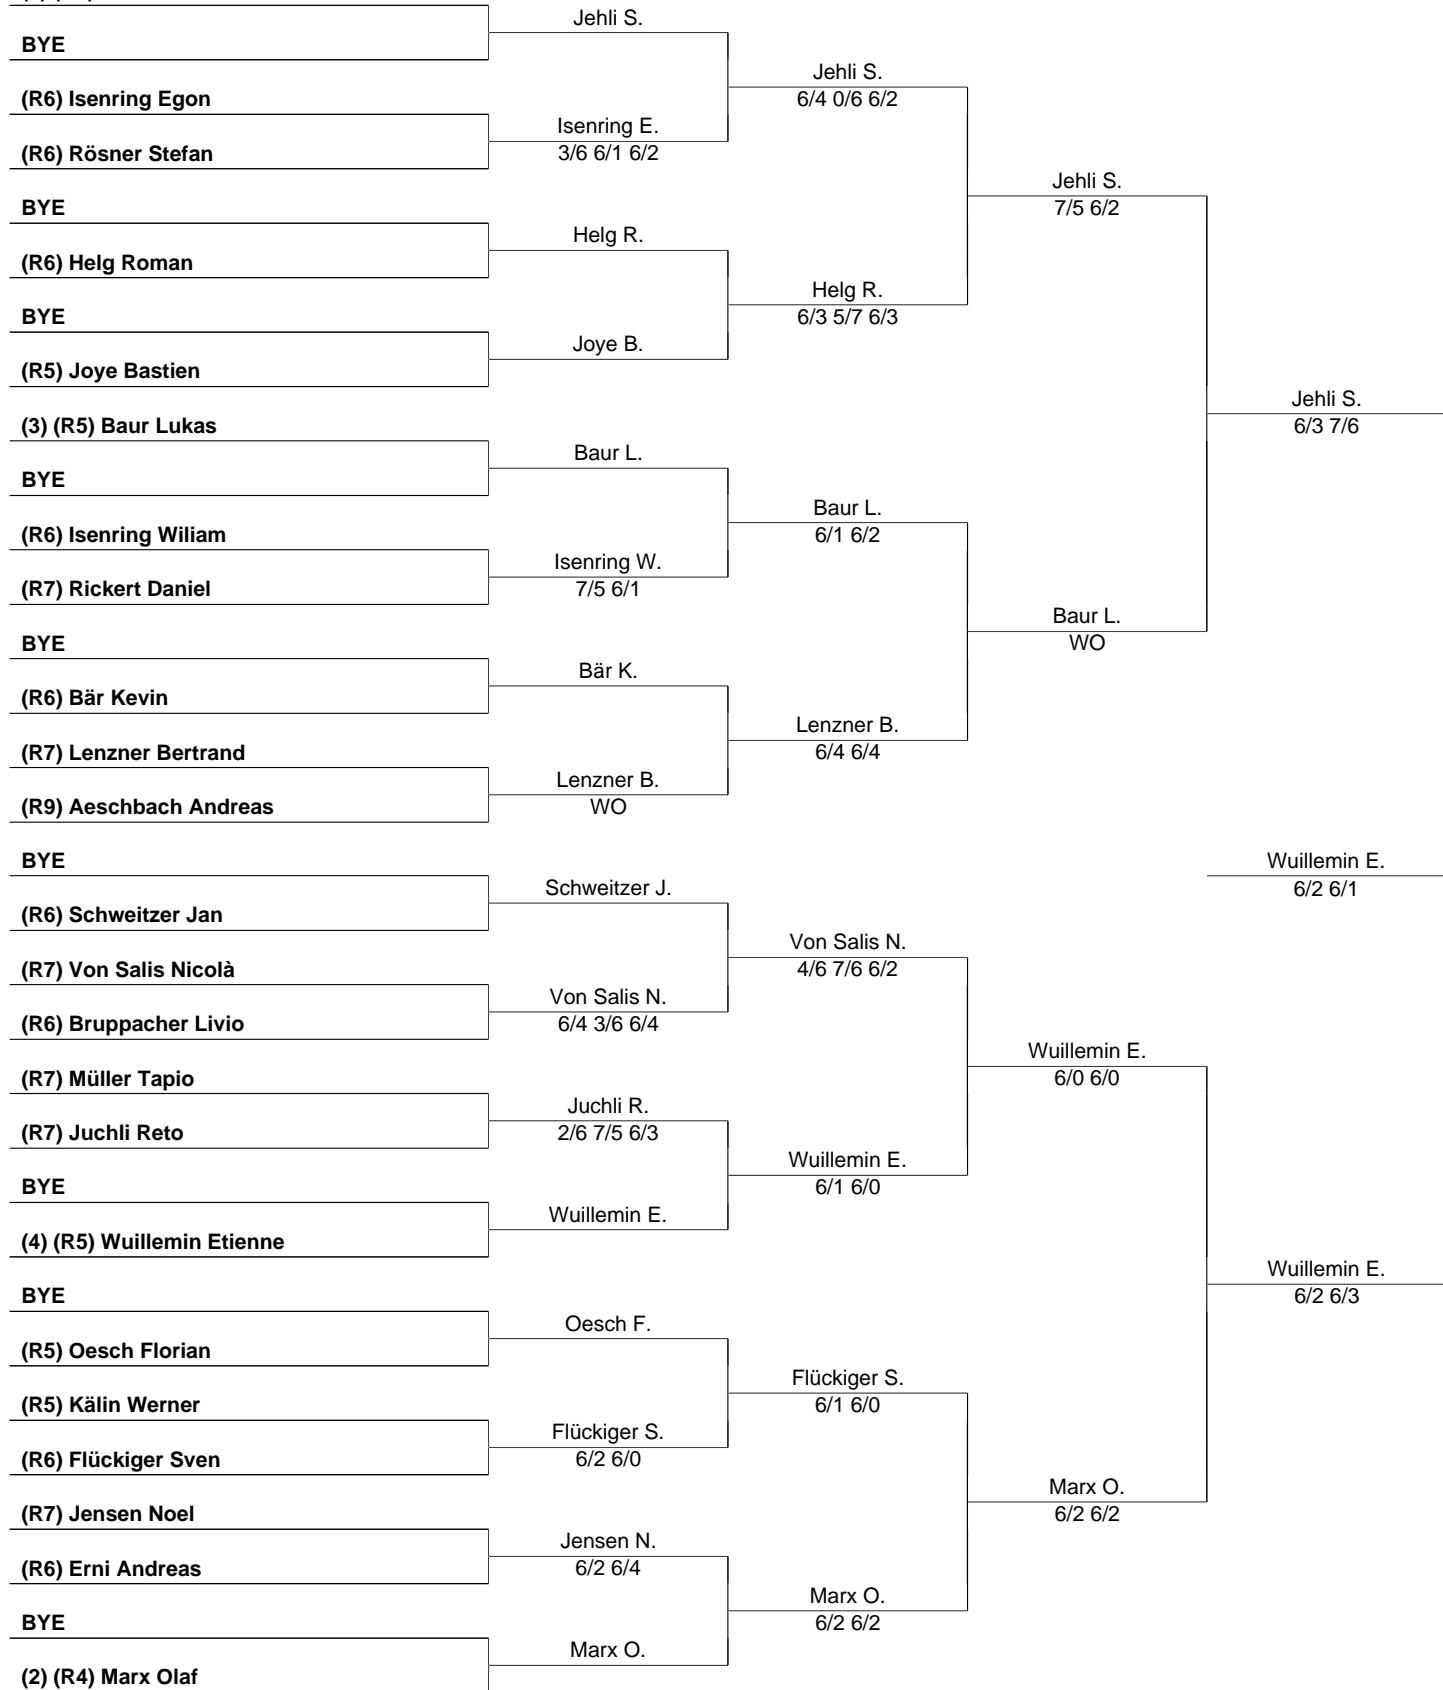 Jehli S.
BYE
Jehli S.
(R6) Isenring Egon
6/4 0/6 6/2
Isenring E.
(R6) Rösner Stefan
3/6 6/1 6/2
Jehli S.
BYE
7/5 6/2
Helg R.
(R6) Helg Roman
Helg R.
BYE
6/3 5/7 6/3
Joye B.
(R5) Joye Bastien
Jehli S.
(3) (R5) Baur Lukas
6/3 7/6
Baur L.
BYE
Baur L.
(R6) Isenring Wiliam
6/1 6/2
Isenring W.
(R7) Rickert Daniel
7/5 6/1
Baur L.
BYE
WO
Bär K.
(R6) Bär Kevin
Lenzner B.
(R7) Lenzner Bertrand
6/4 6/4
Lenzner B.
(R9) Aeschbach Andreas
WO
BYE
Wuillemin E.
6/2 6/1
Schweitzer J.
(R6) Schweitzer Jan
Von Salis N.
(R7) Von Salis Nicolà
4/6 7/6 6/2
Von Salis N.
(R6) Bruppacher Livio
6/4 3/6 6/4
Wuillemin E.
(R7) Müller Tapio
6/0 6/0
Juchli R.
(R7) Juchli Reto
2/6 7/5 6/3
Wuillemin E.
BYE
6/1 6/0
Wuillemin E.
(4) (R5) Wuillemin Etienne
Wuillemin E.
BYE
6/2 6/3
Oesch F.
(R5) Oesch Florian
Flückiger S.
(R5) Kälin Werner
6/1 6/0
Flückiger S.
(R6) Flückiger Sven
6/2 6/0
Marx O.
(R7) Jensen Noel
6/2 6/2
Jensen N.
(R6) Erni Andreas
6/2 6/4
Marx O.
BYE
6/2 6/2
Marx O.
(2) (R4) Marx Olaf